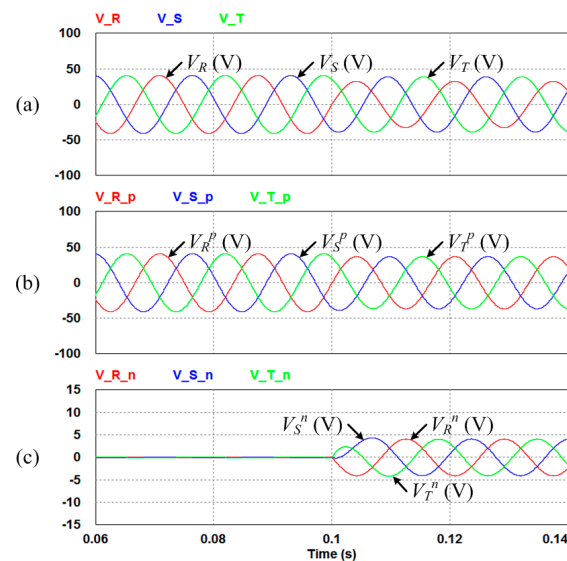 V_R V_S V_T
100
50
0
-50
-100
V_R (V) V_S (V) V_T (V)
(a)
V_R_p V_S_p V_T_p
100
50
0
-50
-100
V_R^p (V) V_S^p (V) V_T^p (V)
(b)
V_R_n V_S_n V_T_n
15
10
5
0
-5
-10
-15
V_S^n (V) V_R^n (V)
V_T^n (V)
(c)
0.06 0.08 0.1 0.12 0.14
Time (s)